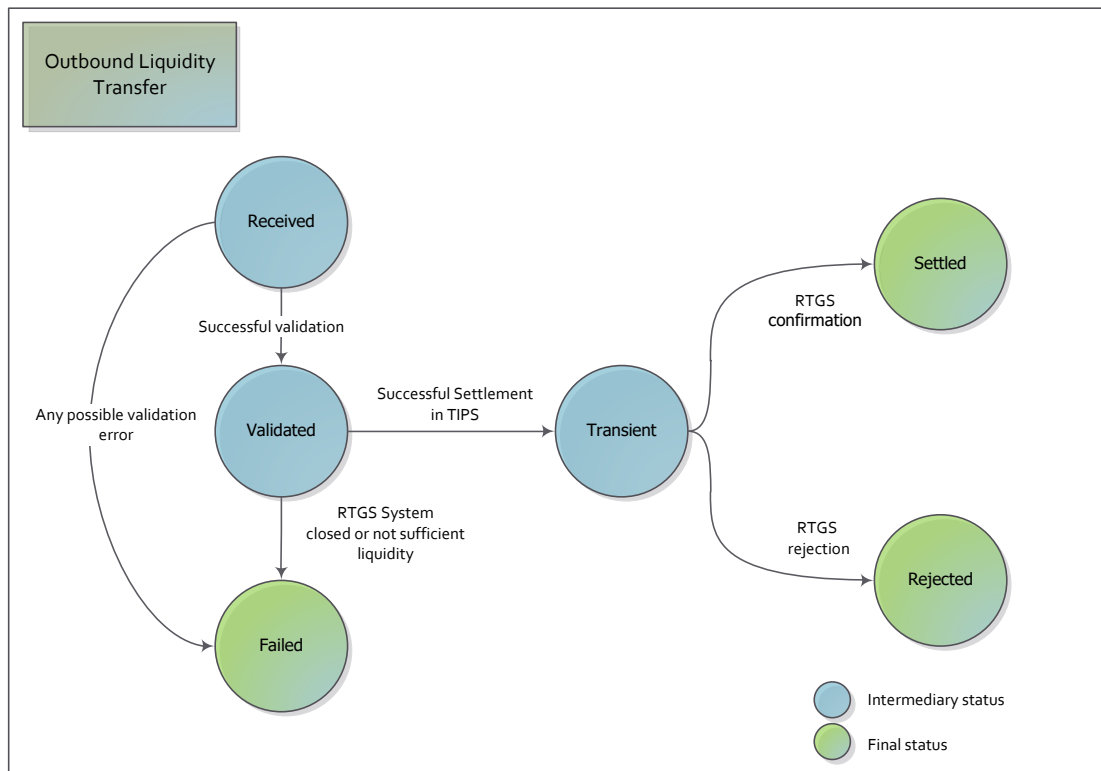 Outbound Liquidity
Transfer
Received
Successful validation
Any possible validation
error
Validated
Successful Settlement
in TIPS
Transient
RTGS
confirmation
Settled
RTGS System
closed or not sufficient
liquidity
RTGS
rejection
Rejected
Failed
Intermediary status
Final status